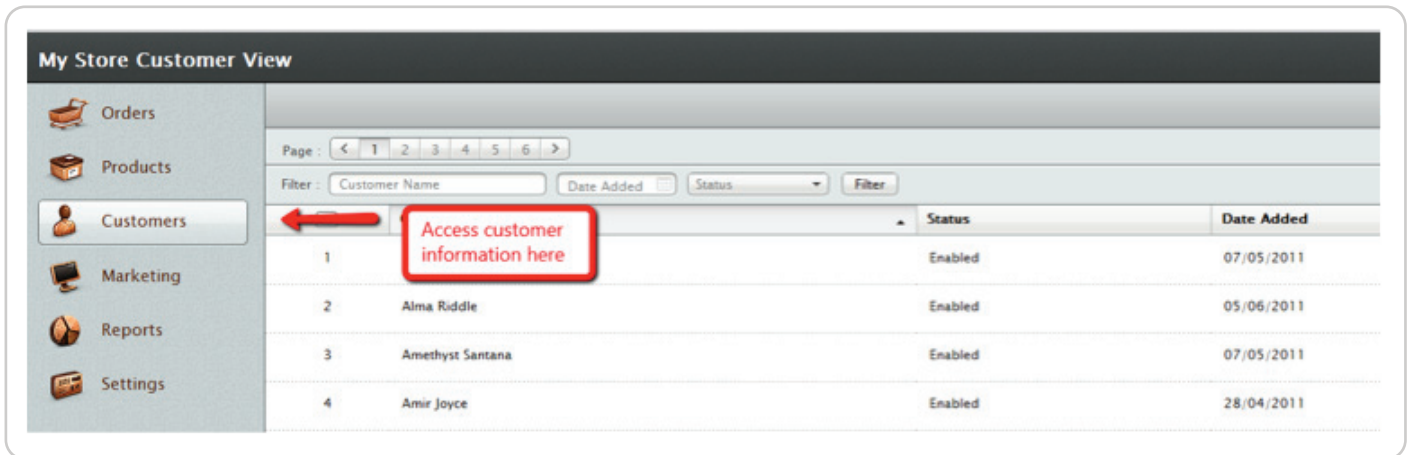 My Store Customer View
Orders
Products
Customers
Marketing
Reports
Settings
Page : < 1 2 3 4 5 6 >
Filter : Customer Name Date Added Status Filter
Status Date Added
Access customer
information here
1 Enabled 07/05/2011
2 Alma Riddle Enabled 05/06/2011
3 Amethyst Santana Enabled 07/05/2011
4 Amir Joyce Enabled 28/04/2011